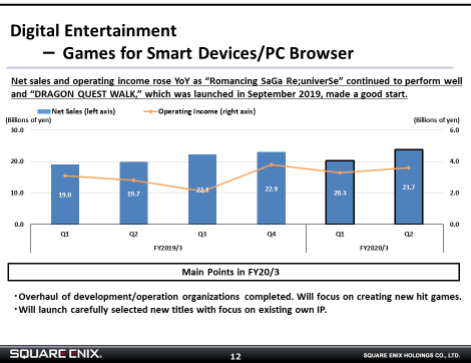 Digital Entertainment
— Games for Smart Devices/PC Browser
Net sales and operating income rose YoY as “Romancing SaGa Re;univerSe” continued to perform well
and “DRAGON QUEST WALK,” which was launched in September 2019, made a good start.
Net Sales (left axis) Operating Income (right axis)
(Billions of yen) (Billions of yen)
30.0 6.0
20.0 4.0
10.0 2.0
0.0 0.0
19.0 19.7 22.9 20.3 23.7
Q1 Q2 Q3 Q4 Q1 Q2
FY2019/3 FY2020/3
Main Points in FY20/3
・Overhaul of development/operation organizations completed. Will focus on creating new hit games.
・Will launch carefully selected new titles with focus on existing own IP.
SQUARE ENIX. 12 SQUARE ENIX HOLDINGS CO., LTD.